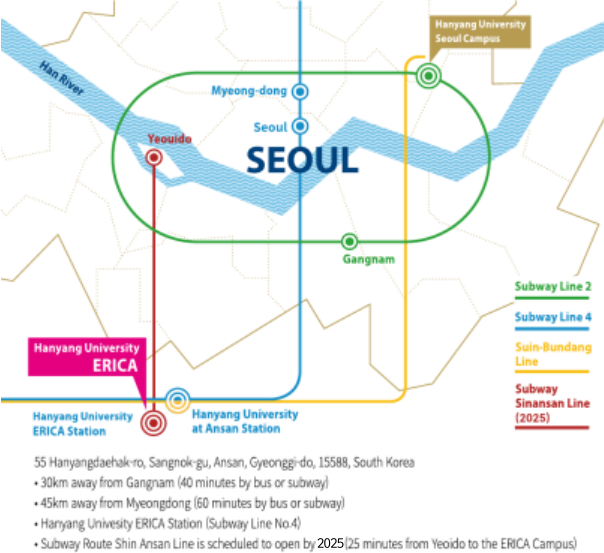 Hanyang University
Seoul Campus
Han River
Myeong-dong
Seoul
Yeouido
SEOUL
Gangnam
Subway Line 2
Subway Line 4
Suin-Bundang
Line
Subway
Sinansan Line
(2025)
Hanyang University
ERICA
Hanyang University
ERICA Station
Hanyang University
at Ansan Station
55 Hanyangdaehak-ro, Sangnok-gu, Ansan, Gyeonggi-do, 15588, South Korea
• 30km away from Gangnam (40 minutes by bus or subway)
• 45km away from Myeongdong (60 minutes by bus or subway)
• Hanyang Univesity ERICA Station (Subway Line No.4)
• Subway Route Shin Ansan Line is scheduled to open by 2025 (25 minutes from Yeoido to the ERICA Campus)